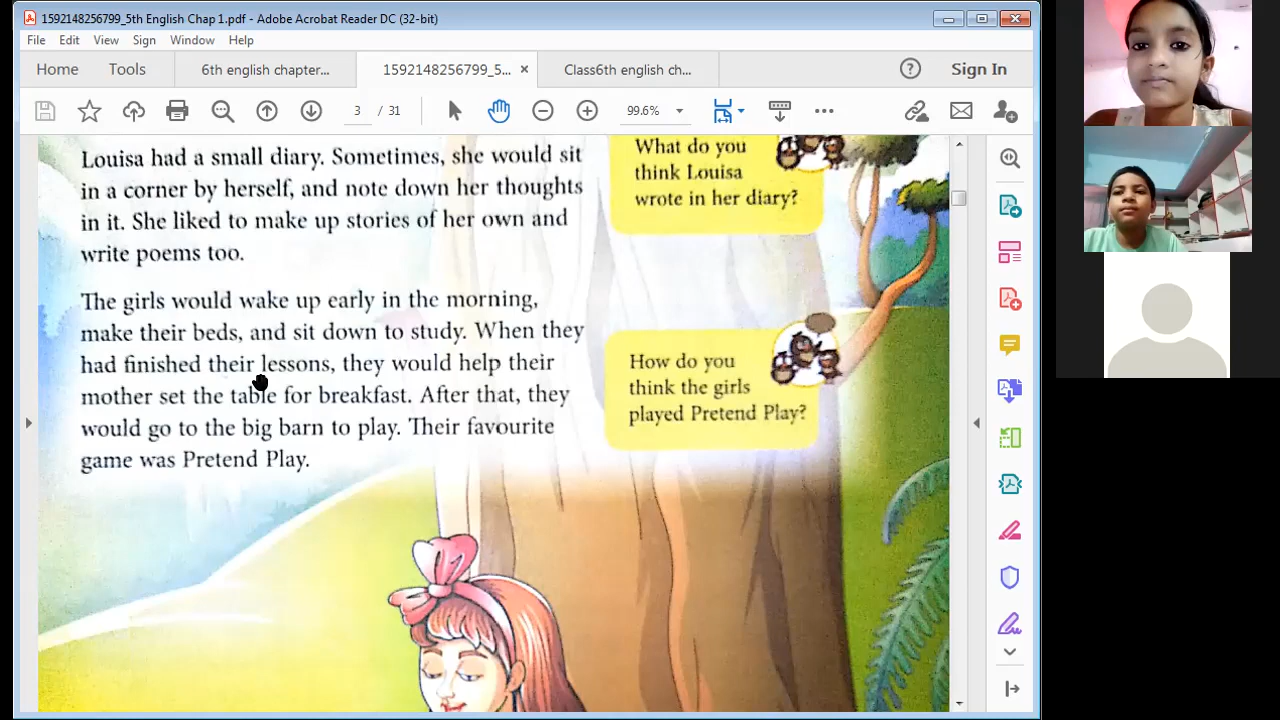 1592148256799_5th English Chap 1.pdf - Adobe Acrobat Reader DC (32-bit)
File Edit View Sign Window Help
Home Tools 6th english chapter... 1592148256799_5... × Class6th english ch... Sign In
3 / 31 99.6%
Louisa had a small diary. Sometimes, she would sit
in a corner by herself, and note down her thoughts
in it. She liked to make up stories of her own and
write poems too.
What do you
think Louisa
wrote in her diary?
The girls would wake up early in the morning,
make their beds, and sit down to study. When they
had finished their lessons, they would help their
mother set the table for breakfast. After that, they
would go to the big barn to play. Their favourite
game was Pretend Play.
How do you
think the girls
played Pretend Play?